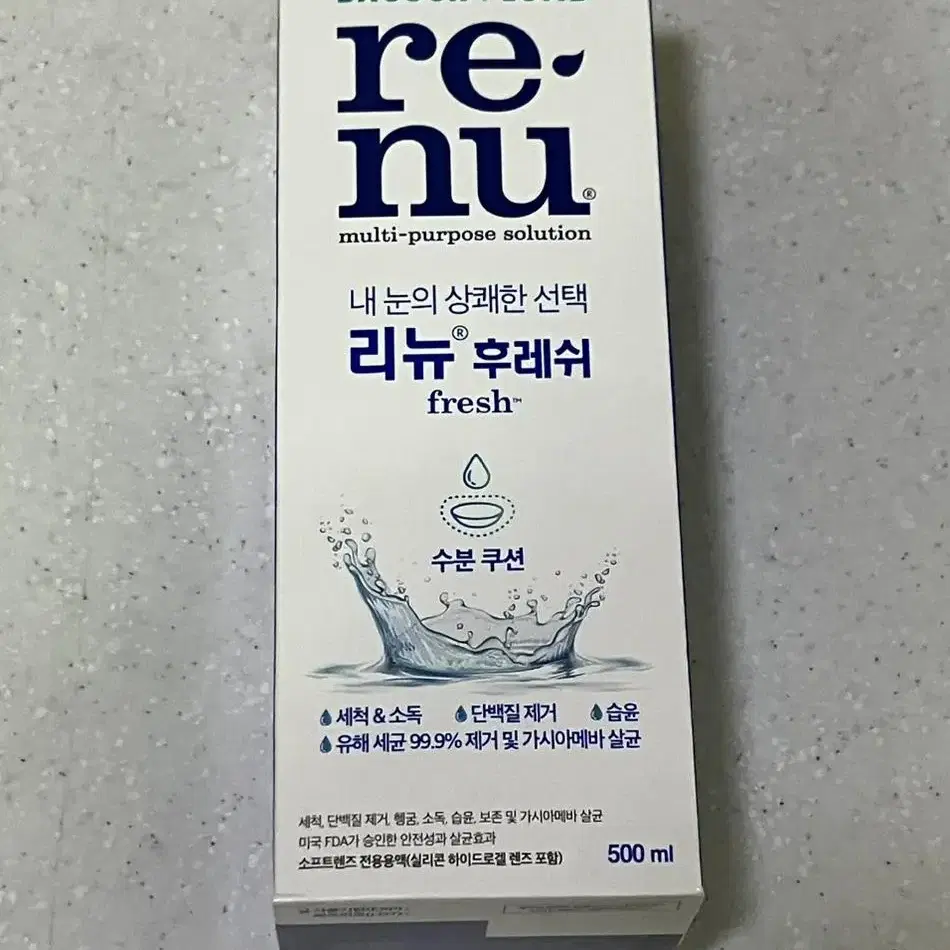 re
nu®
multi-purpose solution
내 눈의 상쾌한 선택
리뉴® 후레쉬
fresh™
수분 쿠션
세척 & 소독 단백질 제거 습윤
유해 세균 99.9% 제거 및 가시아메바 살균
세척, 단백질 제거, 헹굼, 소독, 습윤, 보존 및 가시아메바 살균
미국 FDA가 승인한 안전성과 살균효과
소프트렌즈 전용용액(실리콘 하이드로겔 렌즈 포함)
500 ml